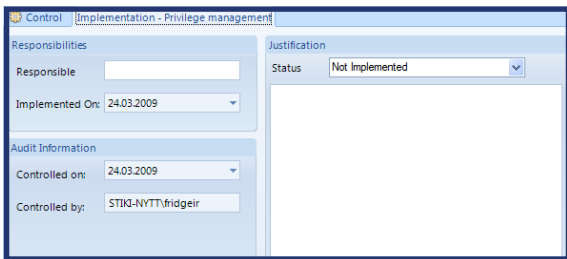 Control
Implementation - Privilege management
Responsibilities
Responsible
Implemented On: 24.03.2009
Audit Information
Controlled on: 24.03.2009
Controlled by: STIKI-NYTT\fridgeir
Justification
Status Not Implemented